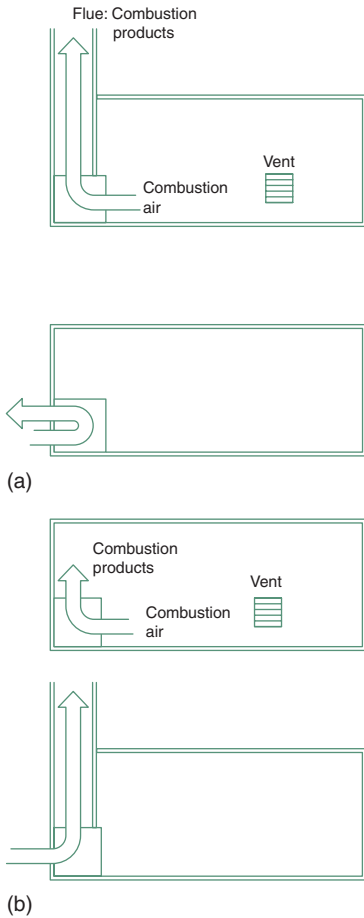 Flue: Combustion
products
Vent
Combustion
air
(a)
Combustion
products
Vent
Combustion
air
(b)